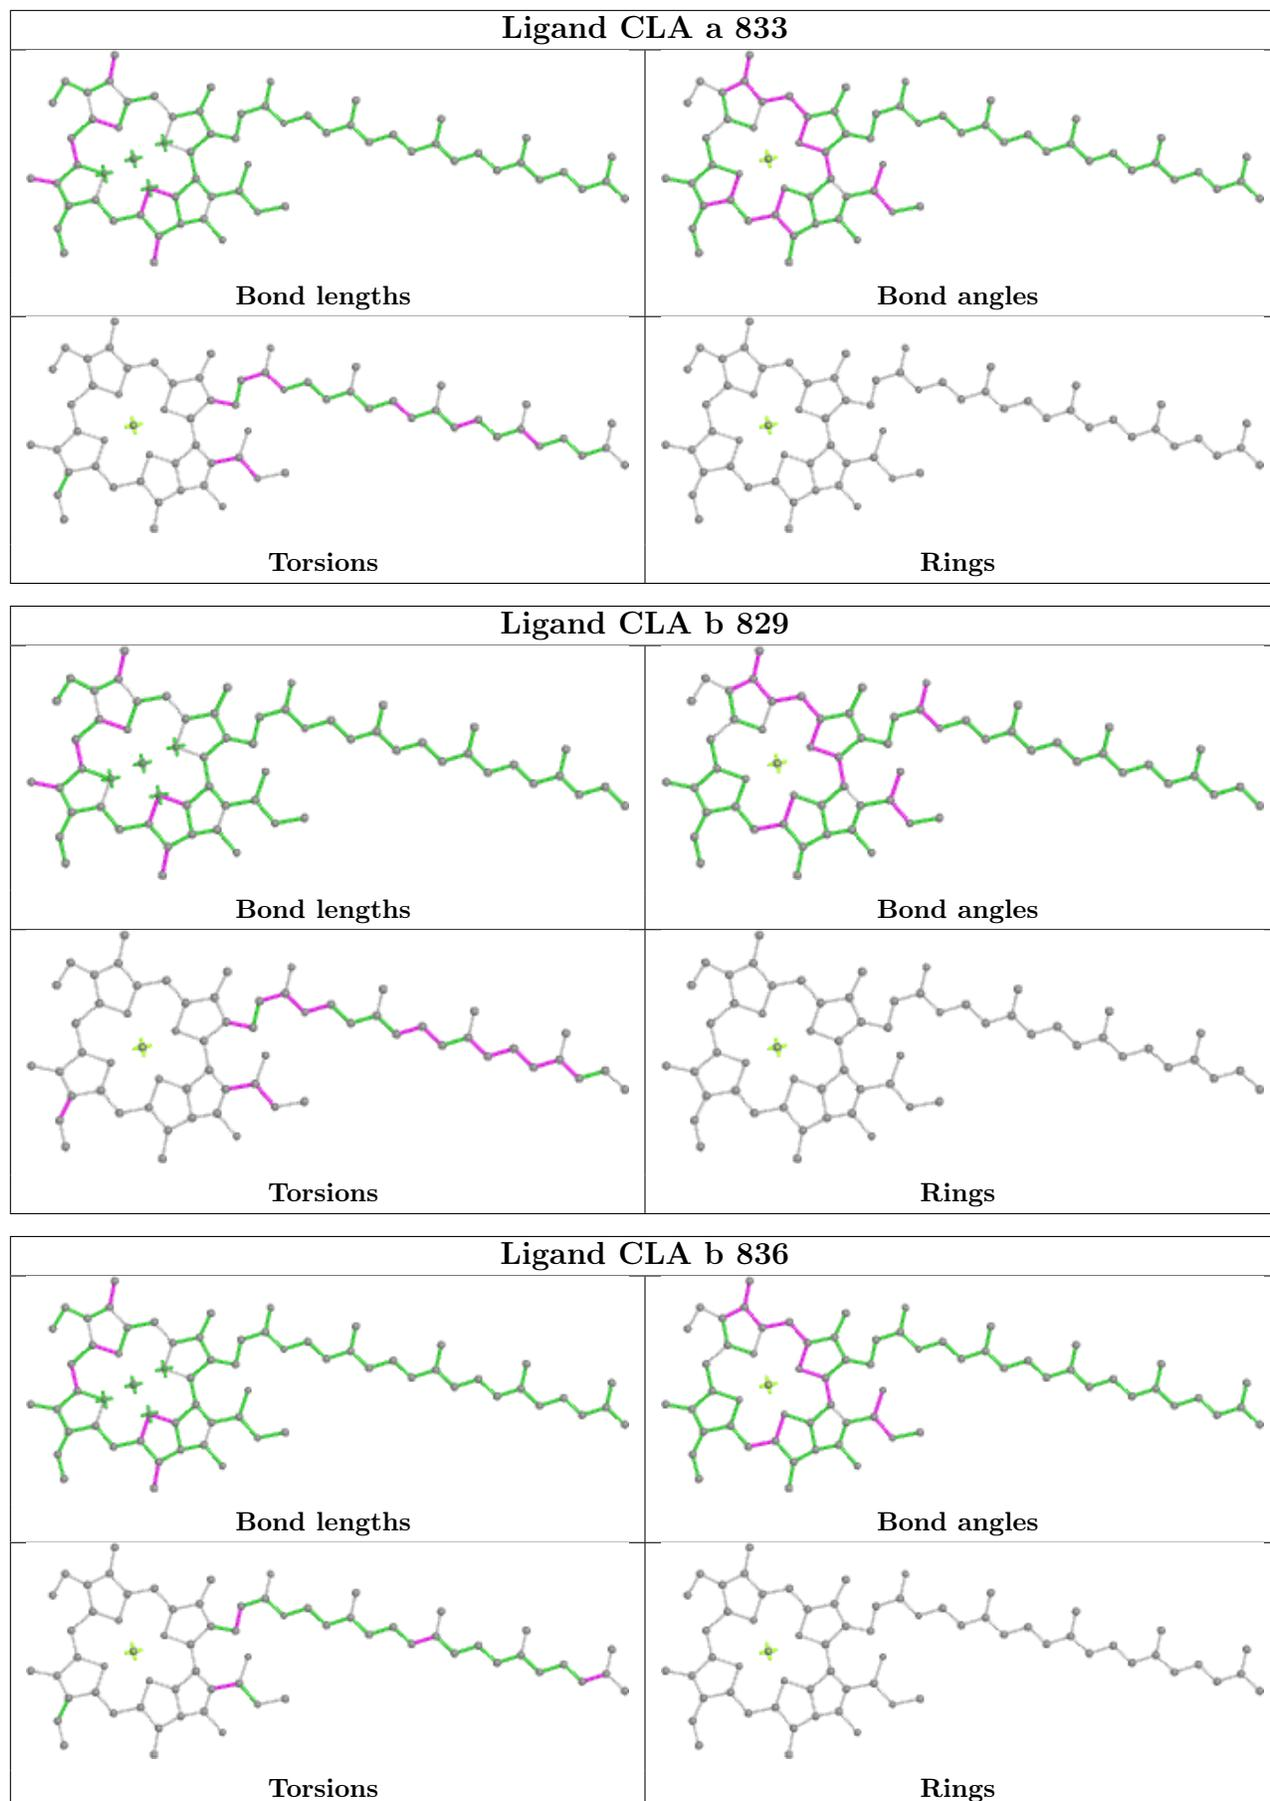 Ligand CLA a 833
Bond lengths
Bond angles
Torsions
Rings
Ligand CLA b 829
Bond lengths
Bond angles
Torsions
Rings
Ligand CLA b 836
Bond lengths
Bond angles
Torsions
Rings